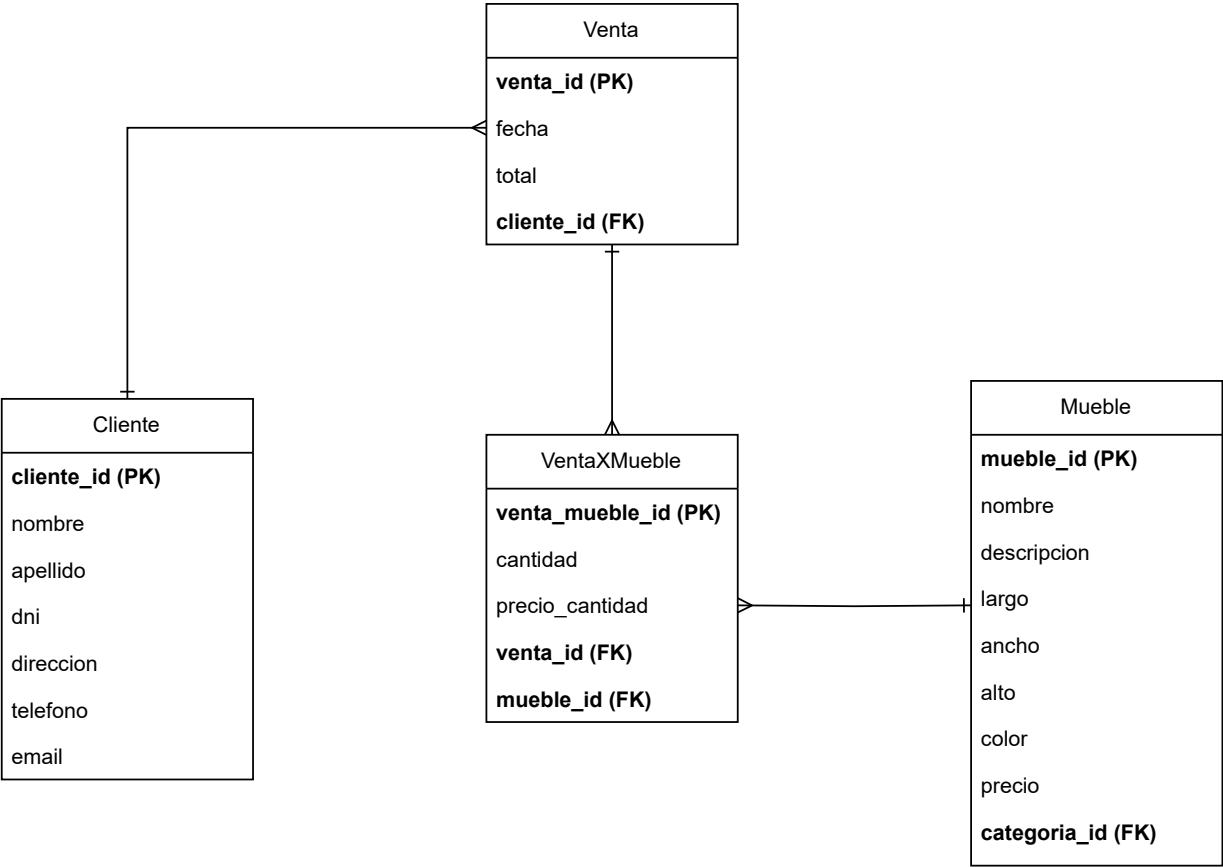 Venta
venta_id (PK)
fecha
total
cliente_id (FK)
Cliente
cliente_id (PK)
nombre
apellido
dni
direccion
telefono
email
VentaXMueble
venta_mueble_id (PK)
cantidad
precio_cantidad
venta_id (FK)
mueble_id (FK)
Mueble
mueble_id (PK)
nombre
descripcion
largo
ancho
alto
color
precio
categoria_id (FK)